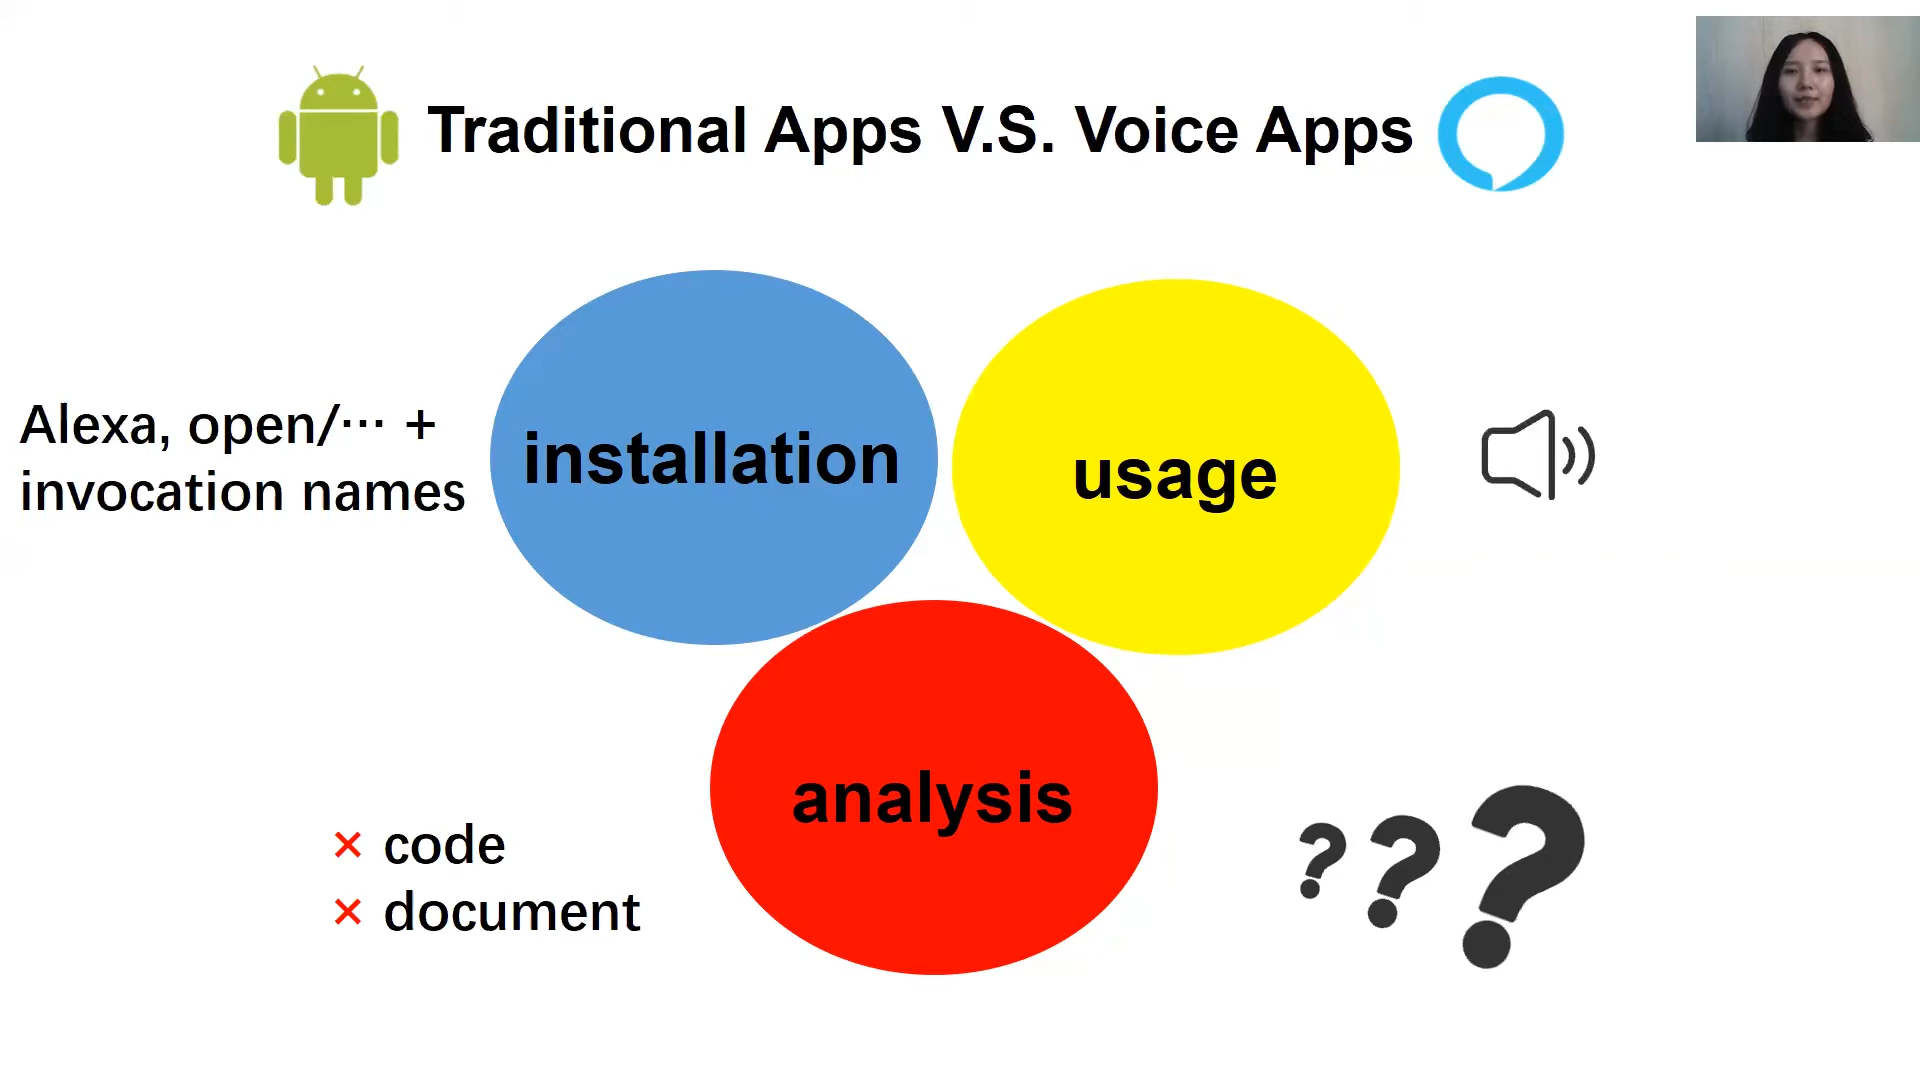 Traditional Apps V.S. Voice Apps
Alexa, open/··· +
invocation names
installation
usage
analysis
× code
× document
???